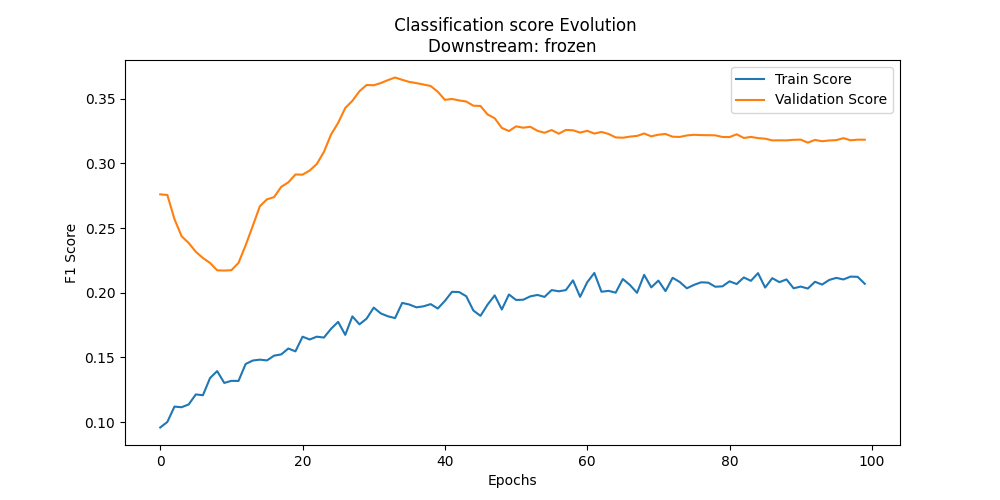 Classification score Evolution
Downstream: frozen
Train Score
Validation Score
F1 Score
0.35
0.30
0.25
0.20
0.15
0.10
0 20 40 60 80 100
Epochs